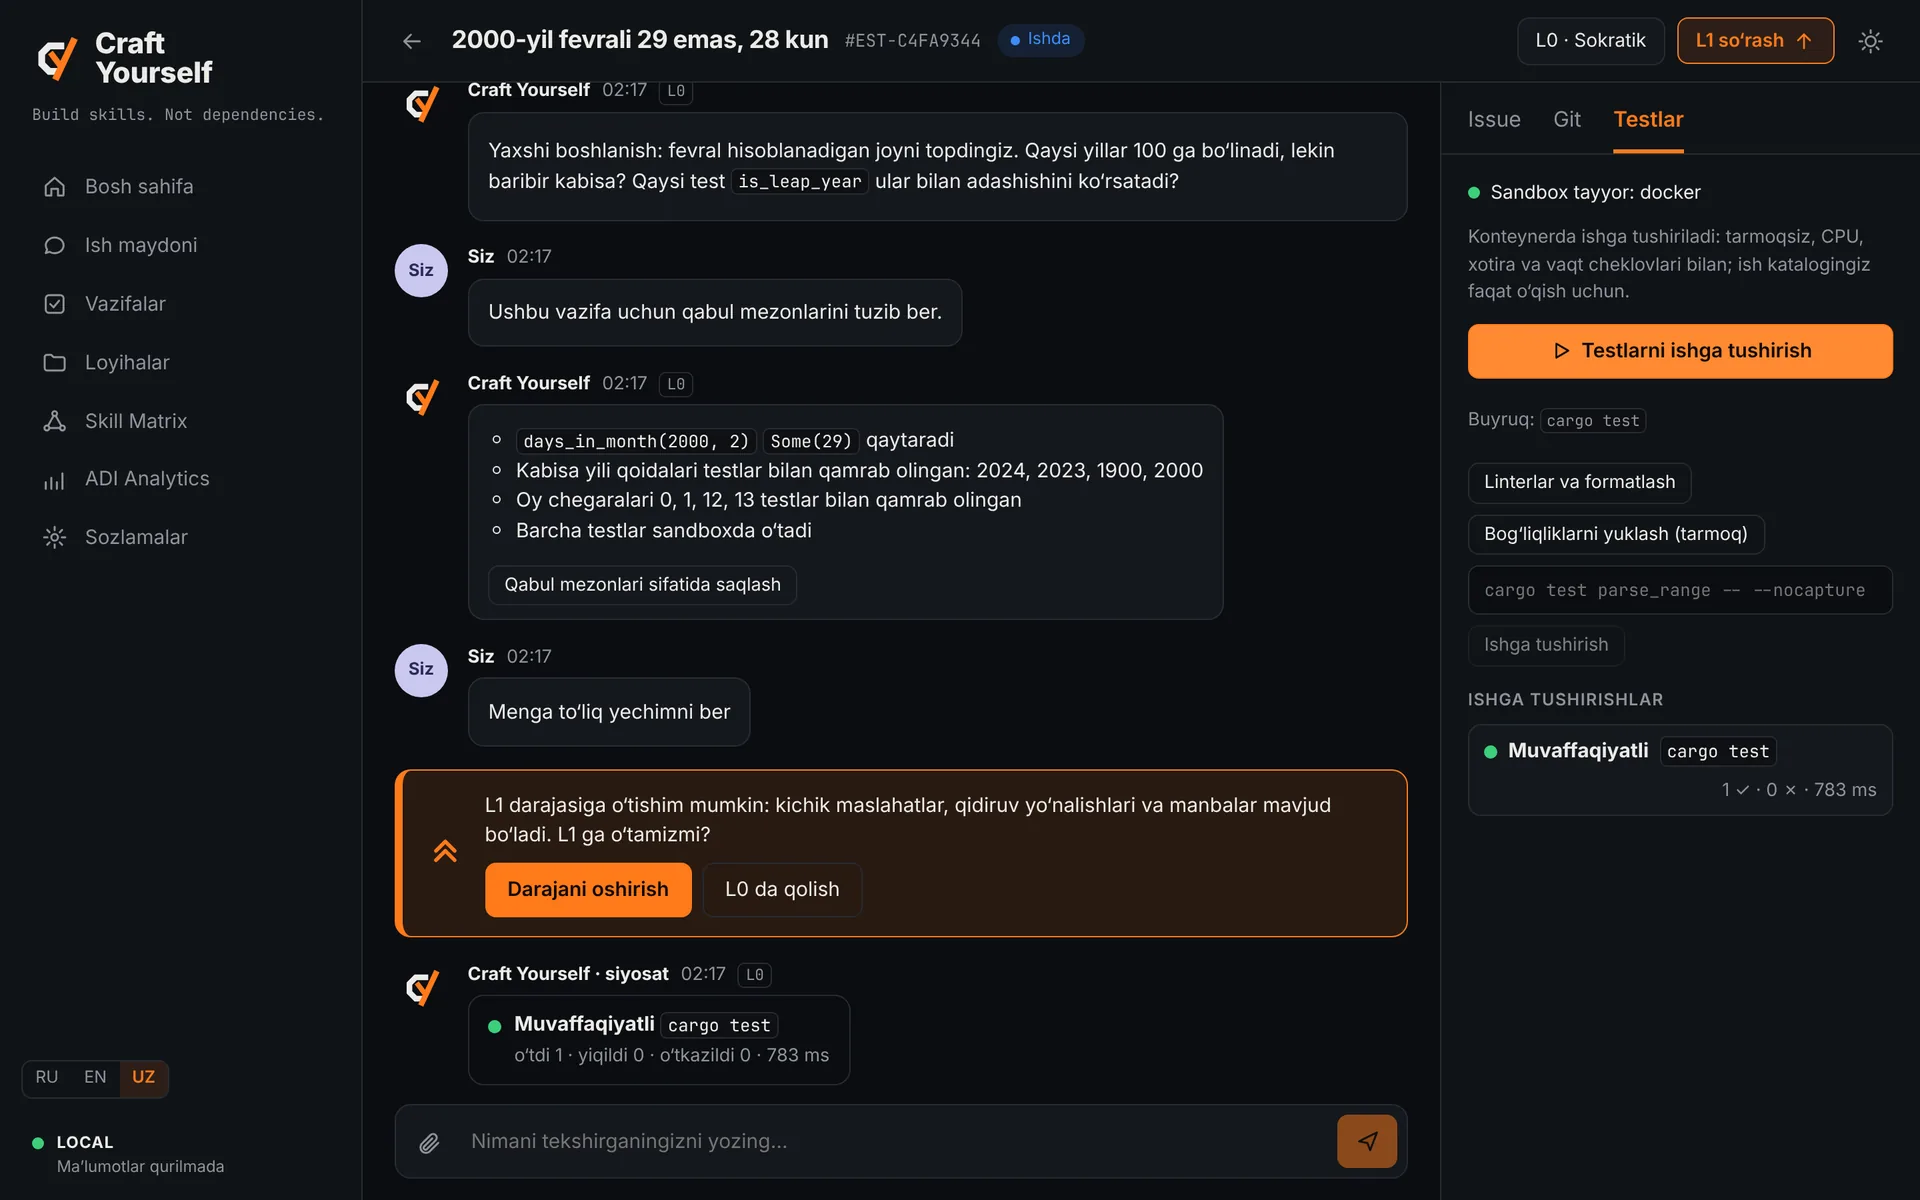 Craft
Yourself
Build skills. Not dependencies.
Bosh sahifa
Ish maydoni
Vazifalar
Loyihalar
Skill Matrix
ADI Analytics
Sozlamalar
RU EN UZ
LOCAL
Ma’lumotlar qurilmada
2000-yil fevrali 29 emas, 28 kun #EST-C4FA9344 Ishda
L0 · Sokratik L1 so‘rash ↑
Craft Yourself 02:17 L0
Yaxshi boshlanish: fevral hisoblanadigan joyni topdingiz. Qaysi yillar 100 ga bo‘linadi, lekin
baribir kabisa? Qaysi test is_leap_year ular bilan adashishini ko‘rsatadi?
Siz
Siz 02:17
Ushbu vazifa uchun qabul mezonlarini tuzib ber.
Craft Yourself 02:17 L0
days_in_month(2000, 2) Some(29) qaytaradi
Kabisa yili qoidalari testlar bilan qamrab olingan: 2024, 2023, 1900, 2000
Oy chegaralari 0, 1, 12, 13 testlar bilan qamrab olingan
Barcha testlar sandboxda o‘tadi
Qabul mezonlari sifatida saqlash
Siz
Siz 02:17
Menga to‘liq yechimni ber
L1 darajasiga o‘tishim mumkin: kichik maslahatlar, qidiruv yo‘nalishlari va manbalar mavjud
bo‘ladi. L1 ga o‘tamizmi?
Darajani oshirish L0 da qolish
Craft Yourself · siyosat 02:17 L0
Muvaffaqiyatli cargo test
o‘tdi 1 · yiqildi 0 · o‘tkazildi 0 · 783 ms
Nimani tekshirganingizni yozing...
Issue Git Testlar
Sandbox tayyor: docker
Konteynerda ishga tushiriladi: tarmoqsiz, CPU,
xotira va vaqt cheklovlari bilan; ish katalogingiz
faqat o‘qish uchun.
Testlarni ishga tushirish
Buyruq: cargo test
Linterlar va formatlash
Bog‘liqliklarni yuklash (tarmoq)
cargo test parse_range -- --nocapture
Ishga tushirish
ISHGA TUSHIRISHLAR
Muvaffaqiyatli cargo test
1 ✓ · 0 × · 783 ms